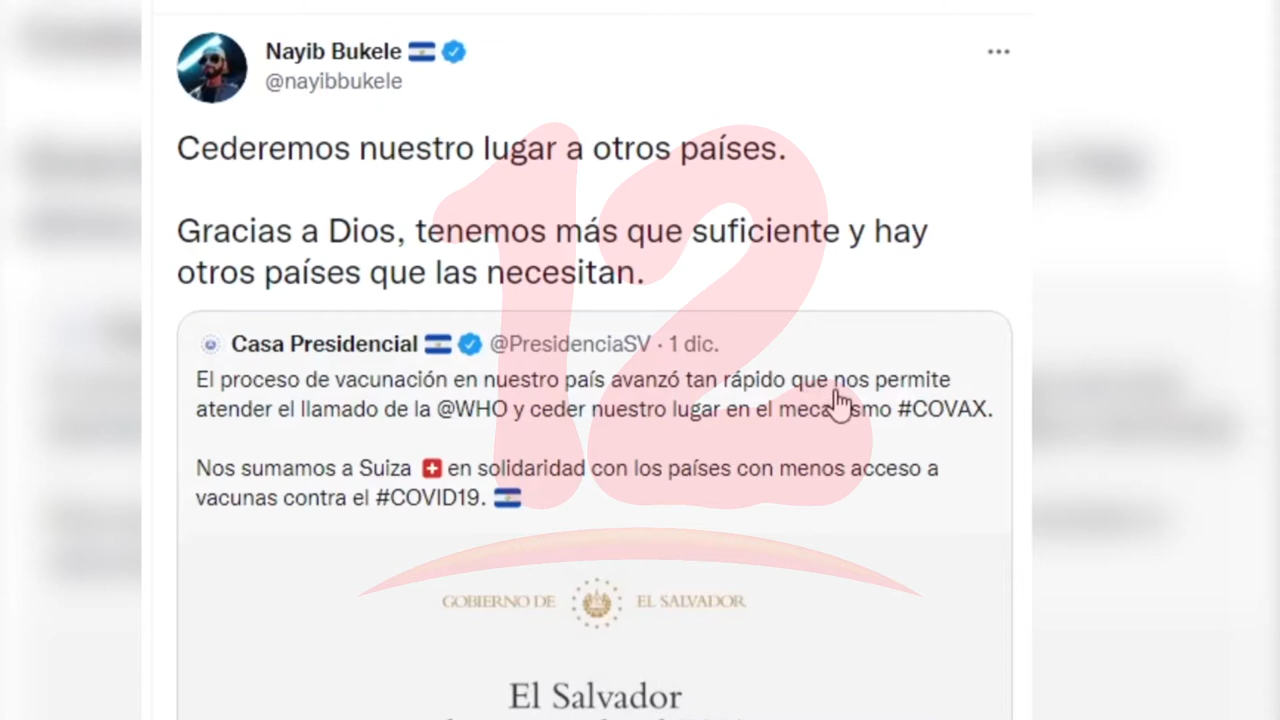 Nayib Bukele
@nayibbukele
Cederemos nuestro lugar a otros países.
Gracias a Dios, tenemos más que suficiente y hay
otros países que las necesitan.
Casa Presidencial @PresidenciaSV · 1 dic.
El proceso de vacunación en nuestro país avanzó tan rápido que nos permite
atender el llamado de la @WHO y ceder nuestro lugar en el mecanismo #COVAX.
Nos sumamos a Suiza en solidaridad con los países con menos acceso a
vacunas contra el #COVID19.
12
GOBIERNO DE EL SALVADOR
El Salvador